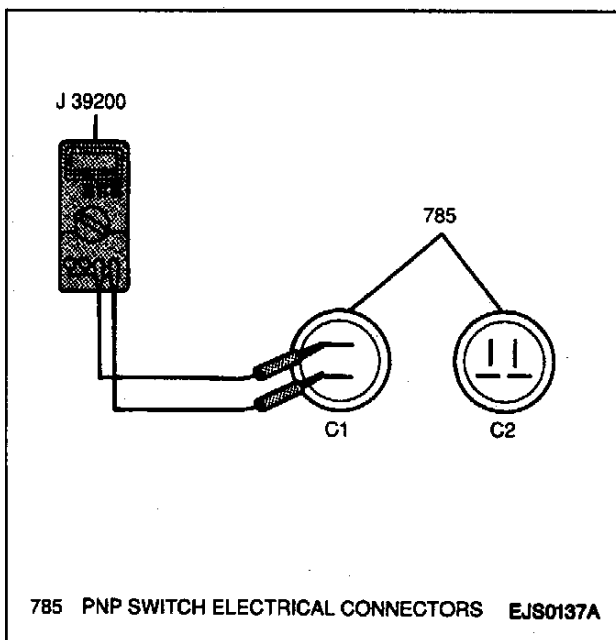 J 39200
785
C1
C2
785 PNP SWITCH ELECTRICAL CONNECTORS EJS0137A